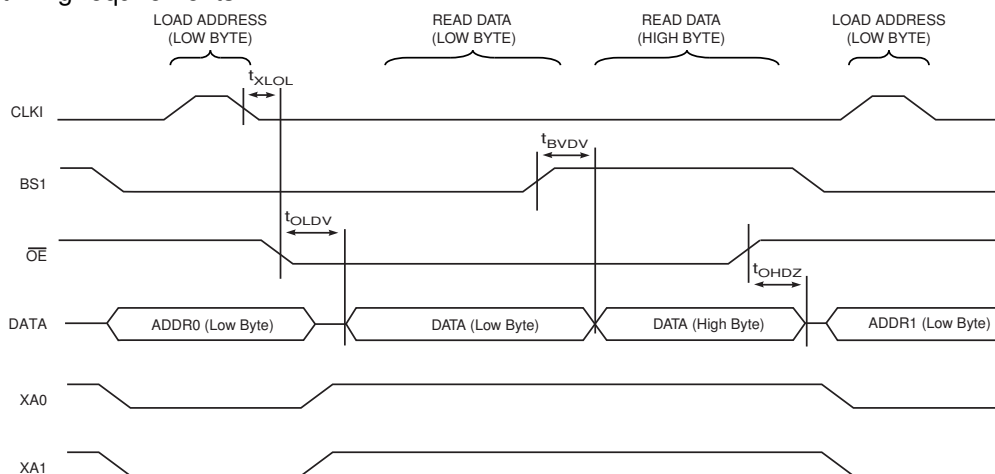 LOAD ADDRESS
(LOW BYTE)
READ DATA
(LOW BYTE)
READ DATA
(HIGH BYTE)
LOAD ADDRESS
(LOW BYTE)
tXLOL
CLKI
tBVDV
BS1
tOLDV
OE
tOHDZ
DATA
ADDR0 (Low Byte)
DATA (Low Byte)
DATA (High Byte)
ADDR1 (Low Byte)
XA0
XA1